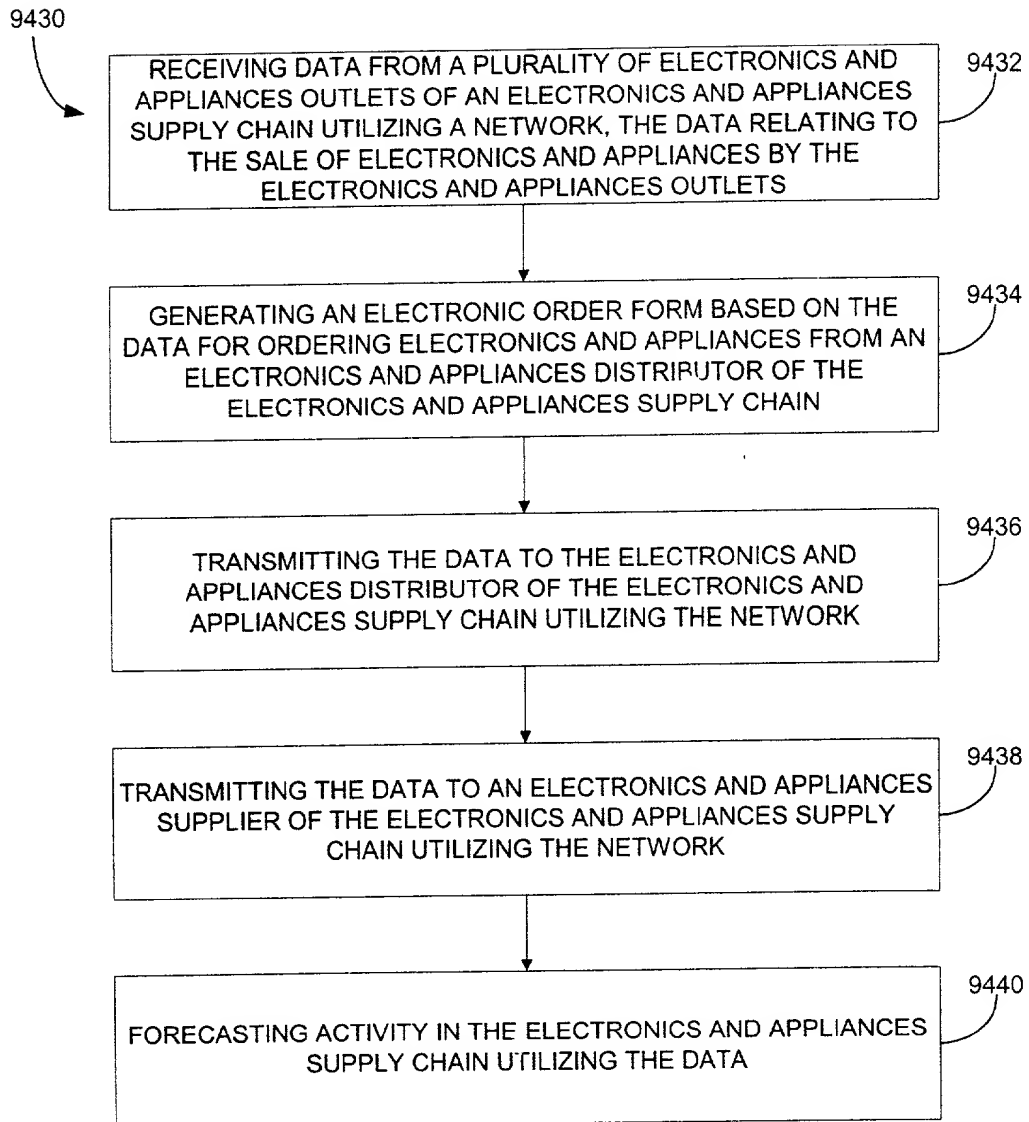 9430
RECEIVING DATA FROM A PLURALITY OF ELECTRONICS AND
APPLIANCES OUTLETS OF AN ELECTRONICS AND APPLIANCES
SUPPLY CHAIN UTILIZING A NETWORK, THE DATA RELATING TO
THE SALE OF ELECTRONICS AND APPLIANCES BY THE
ELECTRONICS AND APPLIANCES OUTLETS
9432
GENERATING AN ELECTRONIC ORDER FORM BASED ON THE
DATA FOR ORDERING ELECTRONICS AND APPLIANCES FROM AN
ELECTRONICS AND APPLIANCES DISTRIBUTOR OF THE
ELECTRONICS AND APPLIANCES SUPPLY CHAIN
9434
TRANSMITTING THE DATA TO THE ELECTRONICS AND
APPLIANCES DISTRIBUTOR OF THE ELECTRONICS AND
APPLIANCES SUPPLY CHAIN UTILIZING THE NETWORK
9436
TRANSMITTING THE DATA TO AN ELECTRONICS AND APPLIANCES
SUPPLIER OF THE ELECTRONICS AND APPLIANCES SUPPLY
CHAIN UTILIZING THE NETWORK
9438
FORECASTING ACTIVITY IN THE ELECTRONICS AND APPLIANCES
SUPPLY CHAIN UTILIZING THE DATA
9440